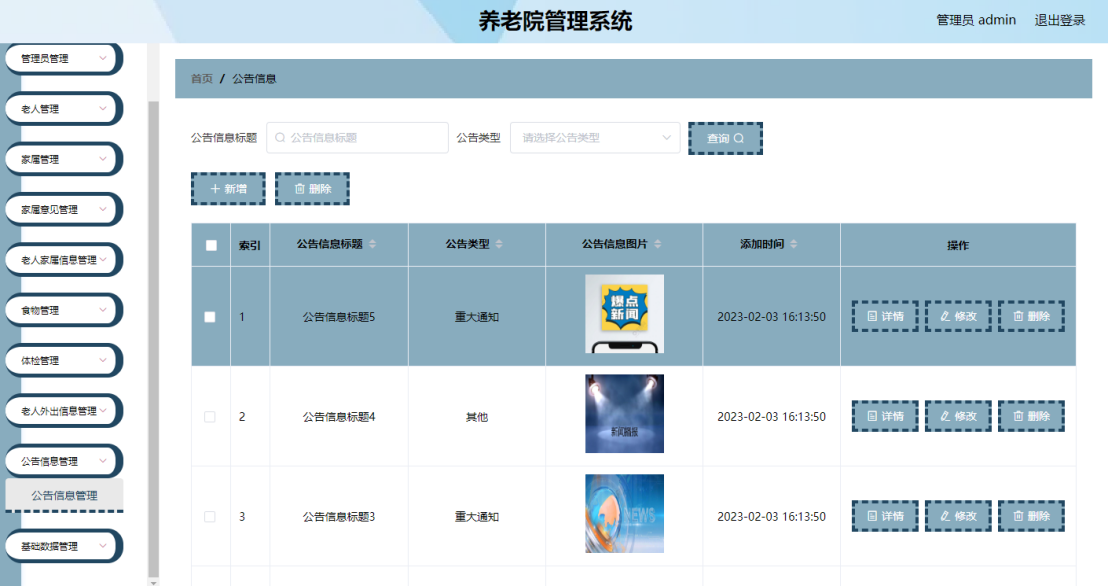 养老院管理系统
管理员 admin 退出登录
管理员管理
老人管理
家属管理
家属意见管理
老人家属信息管理
食物管理
体检管理
老人外出信息管理
公告信息管理
公告信息管理
基础数据管理
首页 / 公告信息
公告信息标题 公告信息标题 公告类型 请选择公告类型 查询
新增 删除
索引 公告信息标题 公告类型 公告信息图片 添加时间 操作
1 公告信息标题5 重大通知 2023-02-03 16:13:50 详情 修改 删除
爆点
新闻
2 公告信息标题4 其他 2023-02-03 16:13:50 详情 修改 删除
3 公告信息标题3 重大通知 NEWS 2023-02-03 16:13:50 详情 修改 删除